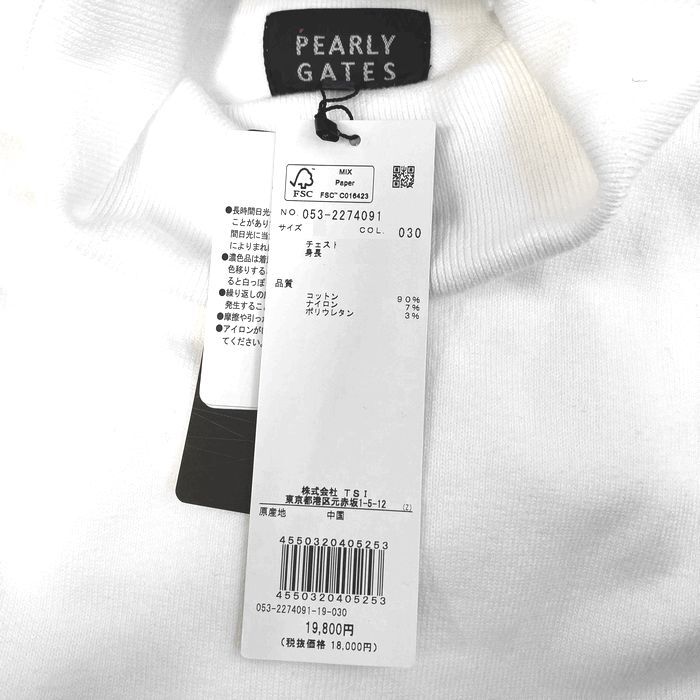 PEARLY
GATES
MIX
Paper
FSC
FSC™ C016423
NO. 053-2274091
サイズ COL. 030
チェスト
身長
品質
コットン 90%
ナイロン 7%
ポリウレタン 3%
株式会社 TSI
東京都港区元赤坂1-5-12 (Z)
原産地 中国
4550320405253
4550320405253
053-2274091-19-030
19,800円
(税抜価格 18,000円)
●長時間日光
ことがあり
間日光に当
によりまれ
●濃色品は着
色移りする
ると白っぽ
●繰り返しの
発生するこ
●摩擦や引っ
●アイロンが
てください。